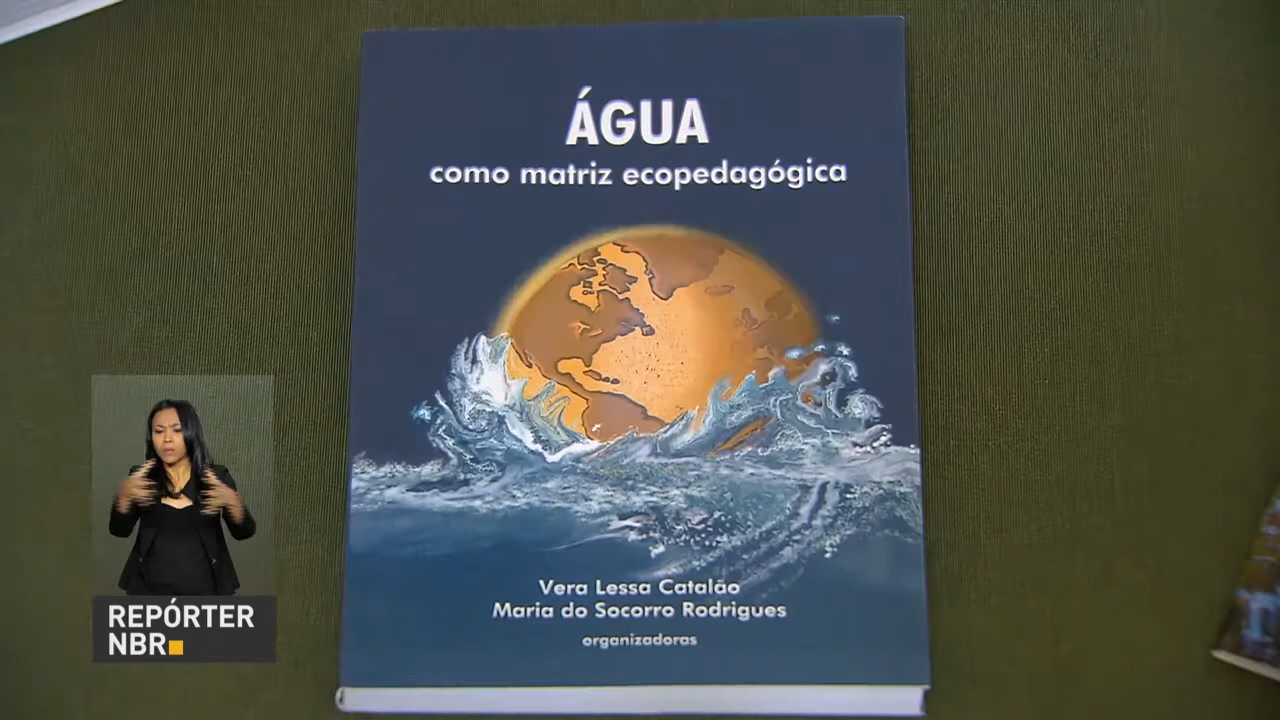 ÁGUA
como matriz ecopedagógica
Vera Lessa Catalão
Maria do Socorro Rodrigues
organizadoras
REPÓRTER
NBR